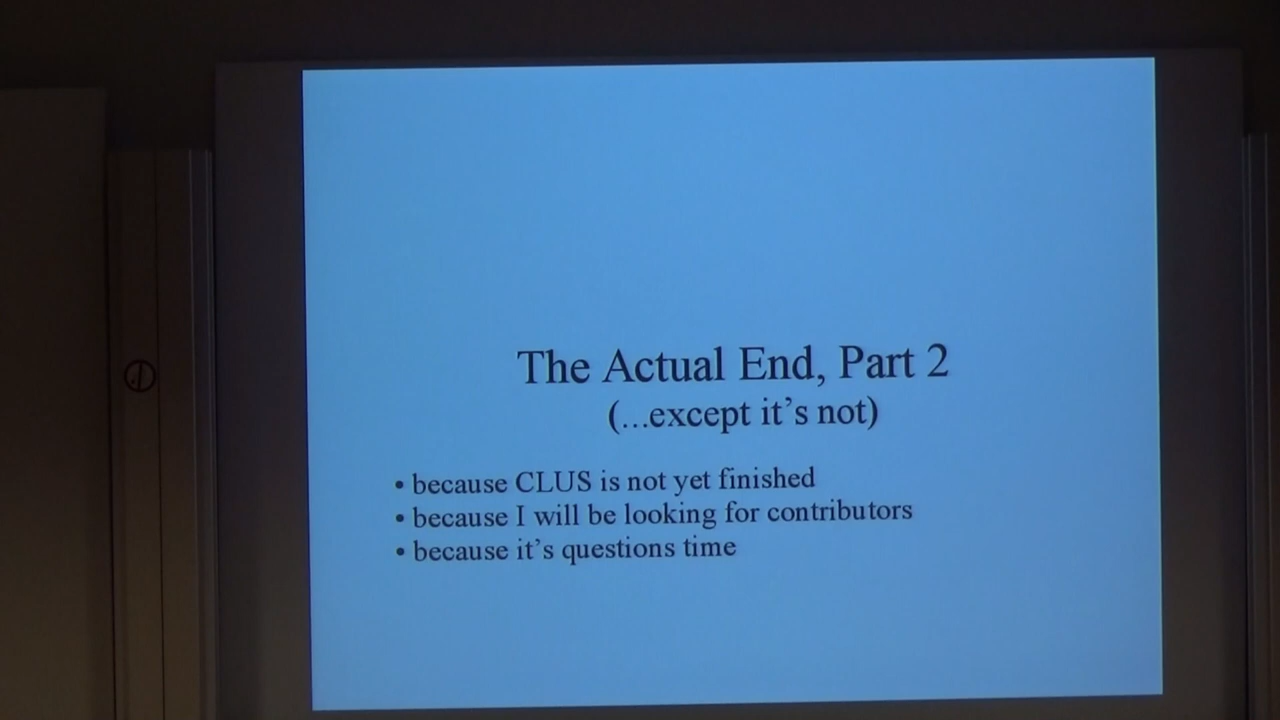 The Actual End, Part 2
(...except it’s not)
• because CLUS is not yet finished
• because I will be looking for contributors
• because it’s questions time